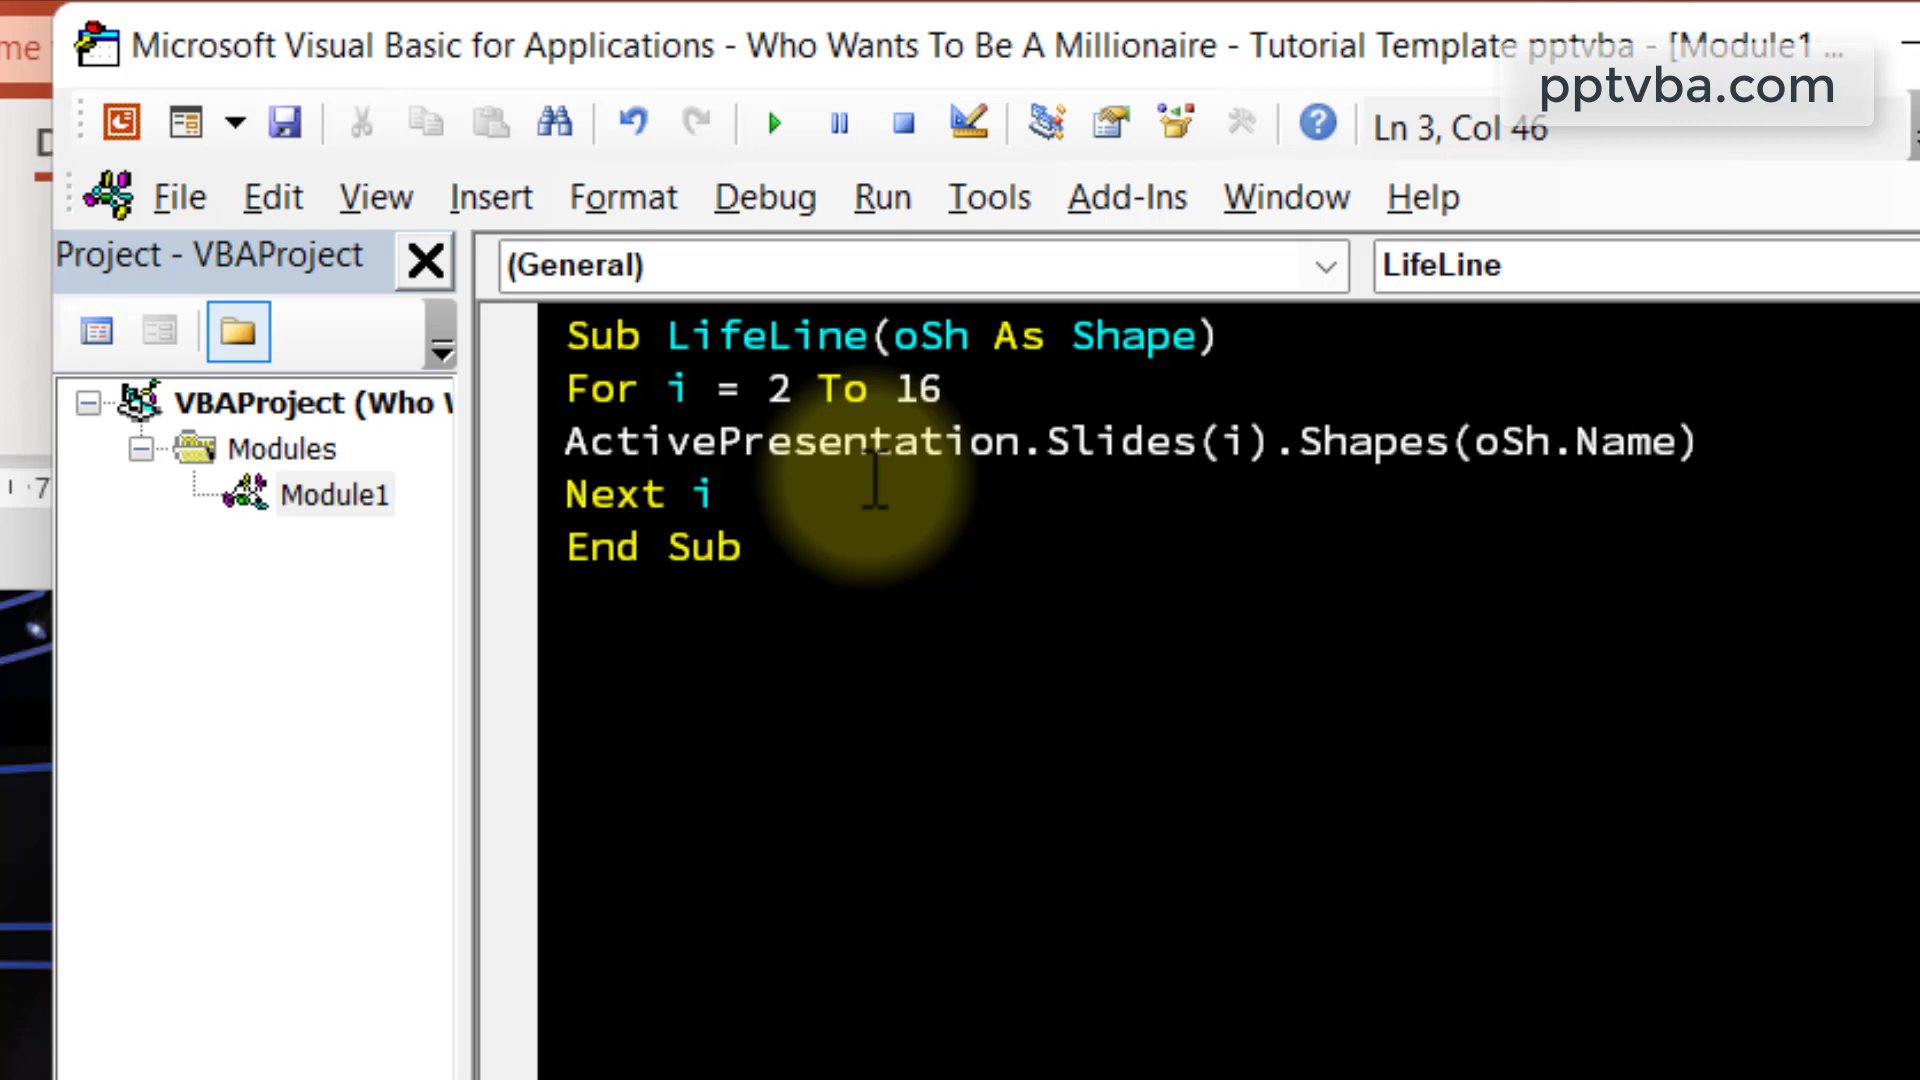 me
Microsoft Visual Basic for Applications - Who Wants To Be A Millionaire - Tutorial Template pptvba - [Module1 ...
pptvba.com
Ln 3, Col 46
File Edit View Insert Format Debug Run Tools Add-Ins Window Help
Project - VBAProject
(General)
LifeLine
VBAProject (Who
Modules
Module1
7
Sub LifeLine(oSh As Shape)
For i = 2 To 16
ActivePresentation.Slides(i).Shapes(oSh.Name)
Next i
End Sub